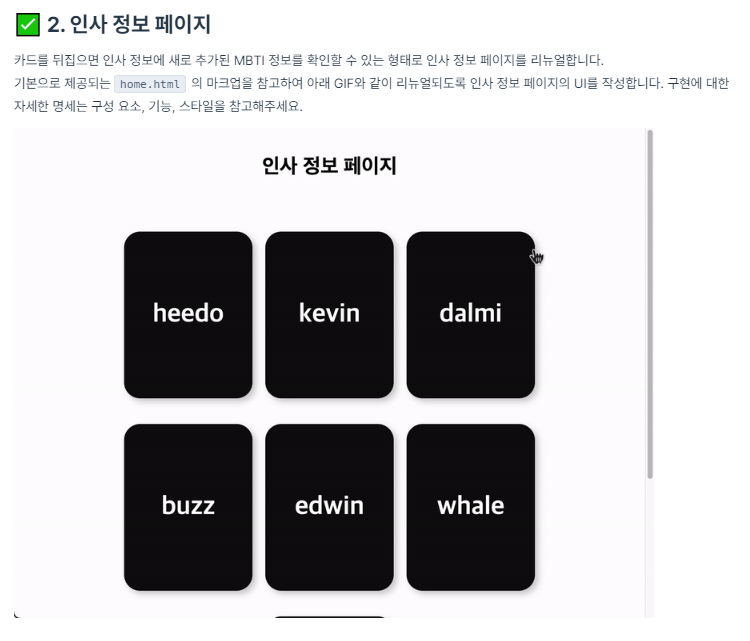 ✅ 2. 인사 정보 페이지
카드를 뒤집으면 인사 정보에 새로 추가된 MBTI 정보를 확인할 수 있는 형태로 인사 정보 페이지를 리뉴얼합니다.
기본으로 제공되는 home.html 의 마크업을 참고하여 아래 GIF와 같이 리뉴얼되도록 인사 정보 페이지의 UI를 작성합니다. 구현에 대한
자세한 명세는 구성 요소, 기능, 스타일을 참고해주세요.
인사 정보 페이지
heedo kevin dalmi
buzz edwin whale